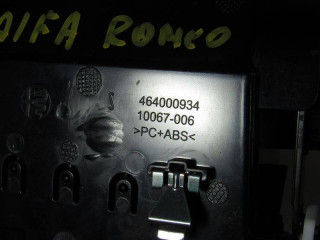 ALFA ROMEO
464000934
10067-006
>PC+ABS<